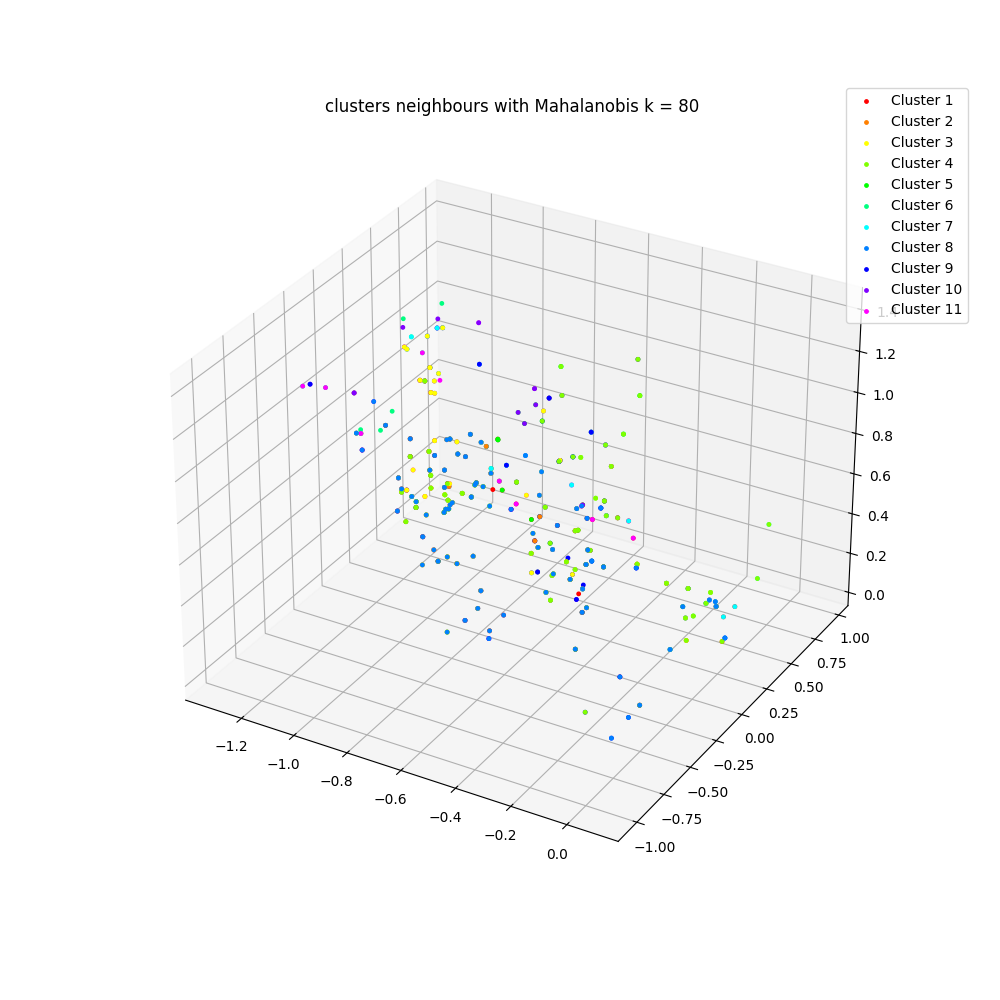 clusters neighbours with Mahalanobis k = 80
Cluster 1
Cluster 2
Cluster 3
Cluster 4
Cluster 5
Cluster 6
Cluster 7
Cluster 8
Cluster 9
Cluster 10
Cluster 11
1.2
1.0
0.8
0.6
0.4
0.2
0.0
1.00
0.75
0.50
0.25
0.00
−0.25
−0.50
−0.75
−1.00
−1.2
−1.0
−0.8
−0.6
−0.4
−0.2
0.0